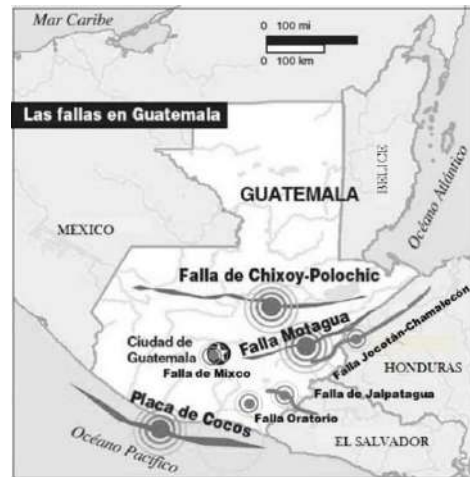 Mar Caribe
0 100 mi
0 100 km
Las fallas en Guatemala
GUATEMALA
BELICE
Océano Atlántico
MEXICO
Falla de Chixoy-Polochic
Falla Motagua
Ciudad de
Guatemala
Falla de Mixco
Falla Jocotán-Chamalecón
HONDURAS
Falla de Jalpatagua
Placa de Cocos
Falla Oratorio
EL SALVADOR
Océano Pacífico